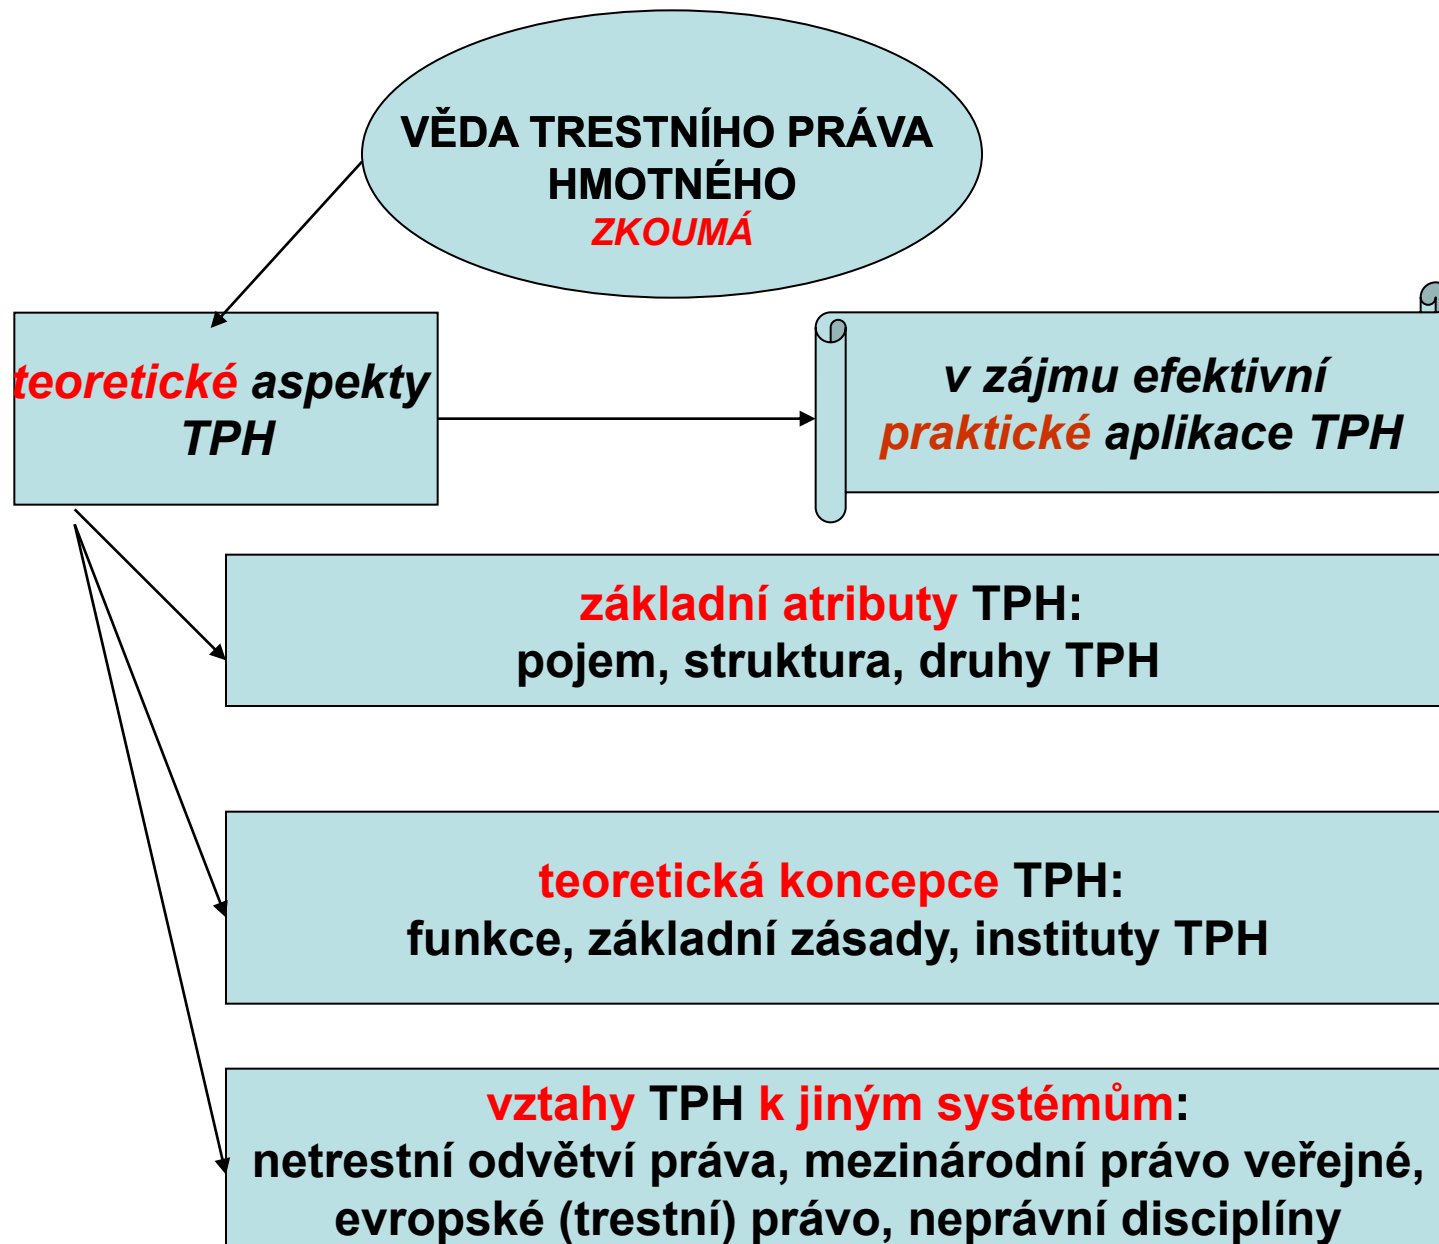 VĚDA TRESTNÍHO PRÁVA
HMOTNÉHO
ZKOUMÁ
teoretické aspekty
TPH
v zájmu efektivní
praktické aplikace TPH
základní atributy TPH:
pojem, struktura, druhy TPH
teoretická koncepce TPH:
funkce, základní zásady, instituty TPH
vztahy TPH k jiným systémům:
netrestní odvětví práva, mezinárodní právo veřejné,
evropské (trestní) právo, neprávní disciplíny